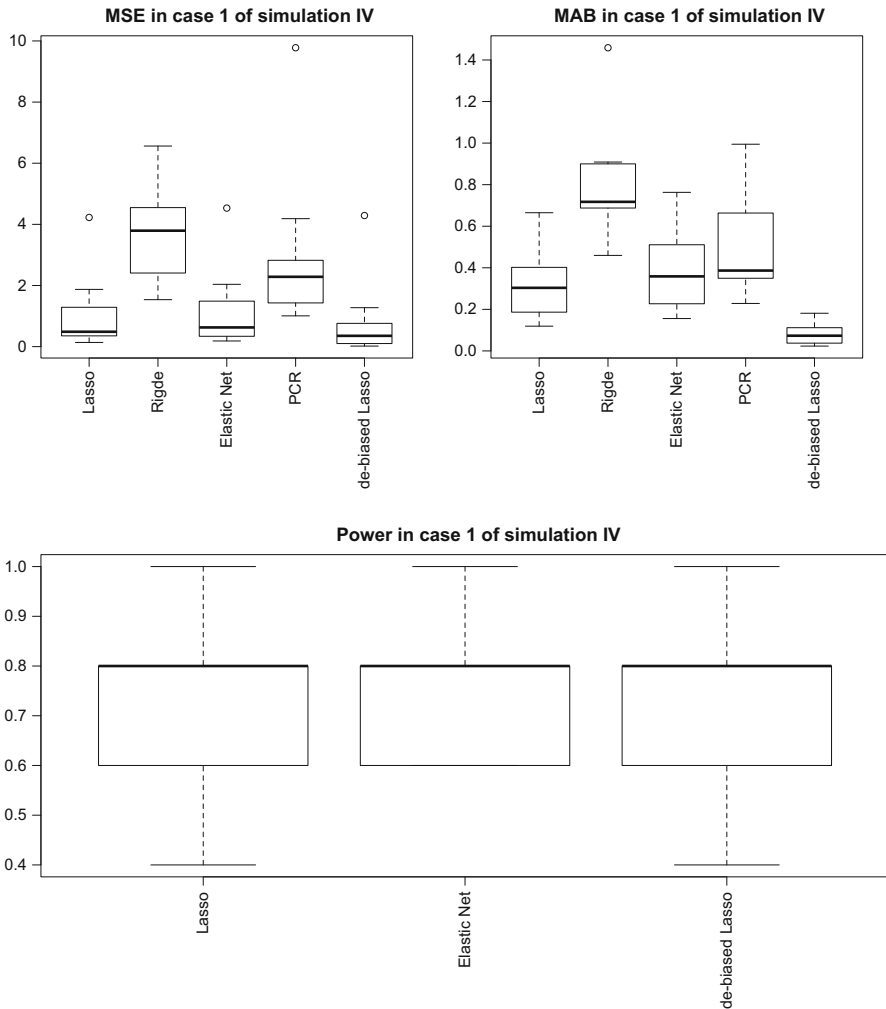 MSE in case 1 of simulation IV
10
8
6
4
2
0
Lasso
Rigde
Elastic Net
PCR
de-biased Lasso
MAB in case 1 of simulation IV
1.4
1.2
1.0
0.8
0.6
0.4
0.2
0.0
Lasso
Rigde
Elastic Net
PCR
de-biased Lasso
Power in case 1 of simulation IV
1.0
0.9
0.8
0.7
0.6
0.5
0.4
Lasso
Elastic Net
de-biased Lasso